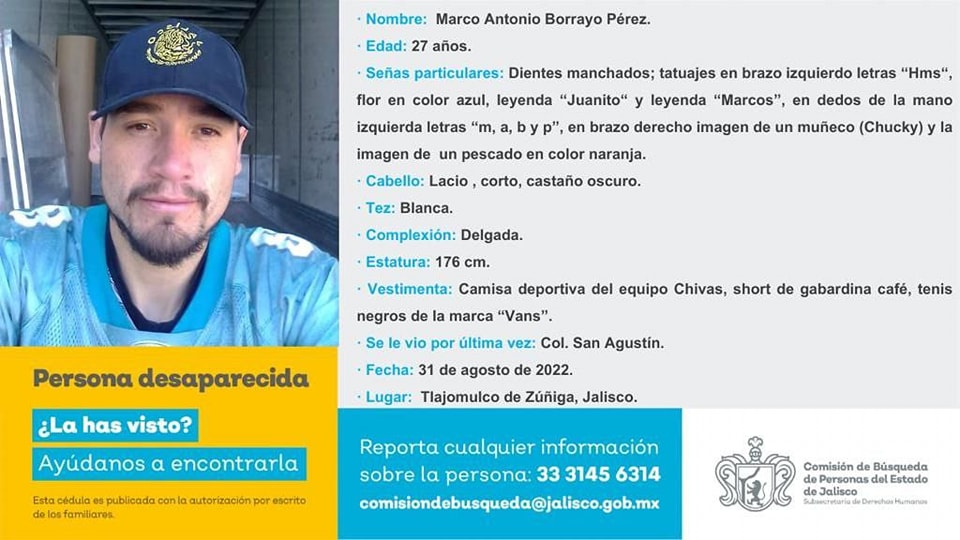 · Nombre: Marco Antonio Borrayo Pérez.
· Edad: 27 años.
· Señas particulares: Dientes manchados; tatuajes en brazo izquierdo letras “Hms“,
flor en color azul, leyenda “Juanito“ y leyenda “Marcos”, en dedos de la mano
izquierda letras “m, a, b y p”, en brazo derecho imagen de un muñeco (Chucky) y la
imagen de un pescado en color naranja.
· Cabello: Lacio , corto, castaño oscuro.
· Tez: Blanca.
· Complexión: Delgada.
· Estatura: 176 cm.
· Vestimenta: Camisa deportiva del equipo Chivas, short de gabardina café, tenis
negros de la marca “Vans”.
· Se le vio por última vez: Col. San Agustín.
· Fecha: 31 de agosto de 2022.
· Lugar: Tlajomulco de Zúñiga, Jalisco.
Persona desaparecida
¿La has visto?
Ayúdanos a encontrarla
Esta cédula es publicada con la autorización por escrito
de los familiares.
Reporta cualquier información
sobre la persona: 33 3145 6314
comisiondebusqueda@jalisco.gob.mx
Comisión de Búsqueda
de Personas del Estado
de Jalisco
Subsecretaría de Derechos Humanos